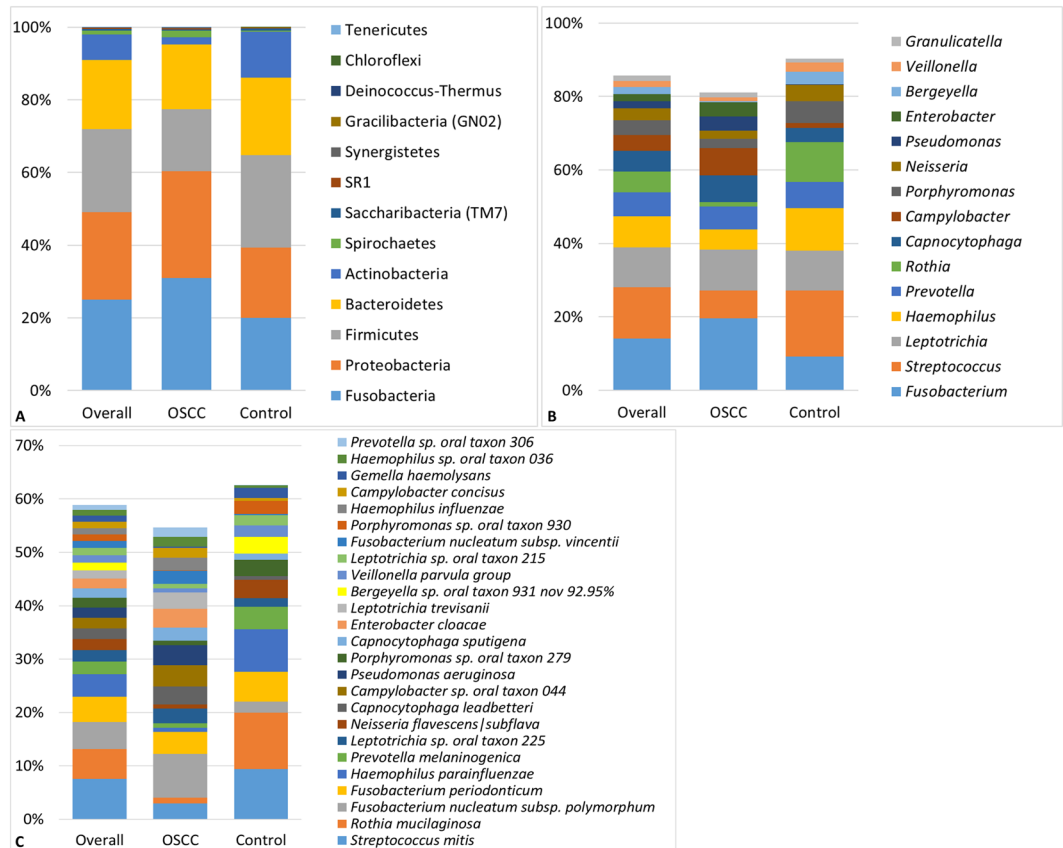 100%
80%
60%
40%
20%
0%
Overall
OSCC
Control
A
Tenericutes
Chloroflexi
Deinococcus-Thermus
Gracilibacteria (GN02)
Synergistetes
SR1
Saccharibacteria (TM7)
Spirochaetes
Actinobacteria
Bacteroidetes
Firmicutes
Proteobacteria
Fusobacteria
100%
80%
60%
40%
20%
0%
Overall
OSCC
Control
B
Granulicatella
Veillonella
Bergeyella
Enterobacter
Pseudomonas
Neisseria
Porphyromonas
Campylobacter
Capnocytophaga
Rothia
Prevotella
Haemophilus
Leptotrichia
Streptococcus
Fusobacterium
70%
60%
50%
40%
30%
20%
10%
0%
Overall
OSCC
Control
C
Prevotella sp. oral taxon 306
Haemophilus sp. oral taxon 036
Gemella haemolysans
Campylobacter concisus
Haemophilus influenzae
Porphyromonas sp. oral taxon 930
Fusobacterium nucleatum subsp. vincentii
Leptotrichia sp. oral taxon 215
Veillonella parvula group
Bergeyella sp. oral taxon 931 nov 92.95%
Leptotrichia trevisanii
Enterobacter cloacae
Capnocytophaga sputigena
Porphyromonas sp. oral taxon 279
Pseudomonas aeruginosa
Campylobacter sp. oral taxon 044
Capnocytophaga leadbetteri
Neisseria flavescens|subflava
Leptotrichia sp. oral taxon 225
Prevotella melaninogenica
Haemophilus parainfluenzae
Fusobacterium periodonticum
Fusobacterium nucleatum subsp. polymorphum
Rothia mucilaginosa
Streptococcus mitis